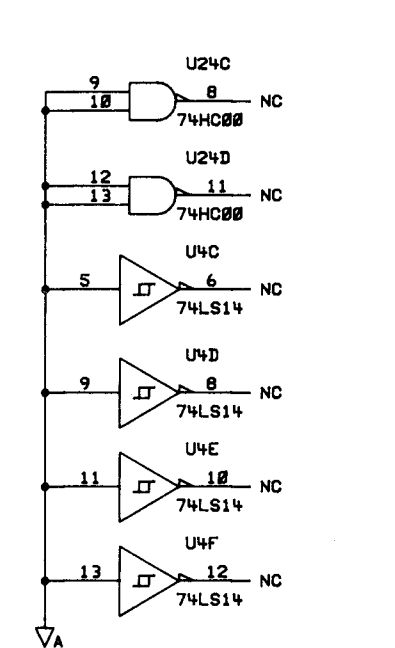 U24C
9
8
NC
10
74HC00
U24D
12
11
NC
13
74HC00
U4C
5
6
NC
74LS14
U4D
9
8
NC
74LS14
U4E
11
10
NC
74LS14
U4F
13
12
NC
74LS14
A